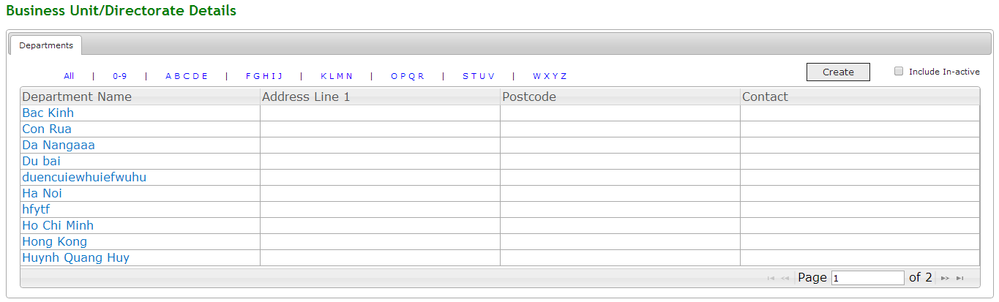 Business Unit/Directorate Details
Departments
All | 0-9 | A B C D E | F G H I J | K L M N | O P Q R | S T U V | W X Y Z Create Include In-active
Department Name Address Line 1 Postcode Contact
Bac Kinh
Con Rua
Da Nangaaa
Du bai
duencuiewhuiefwuhu
Ha Noi
hfytf
Ho Chi Minh
Hong Kong
Huynh Quang Huy
Page 1 of 2